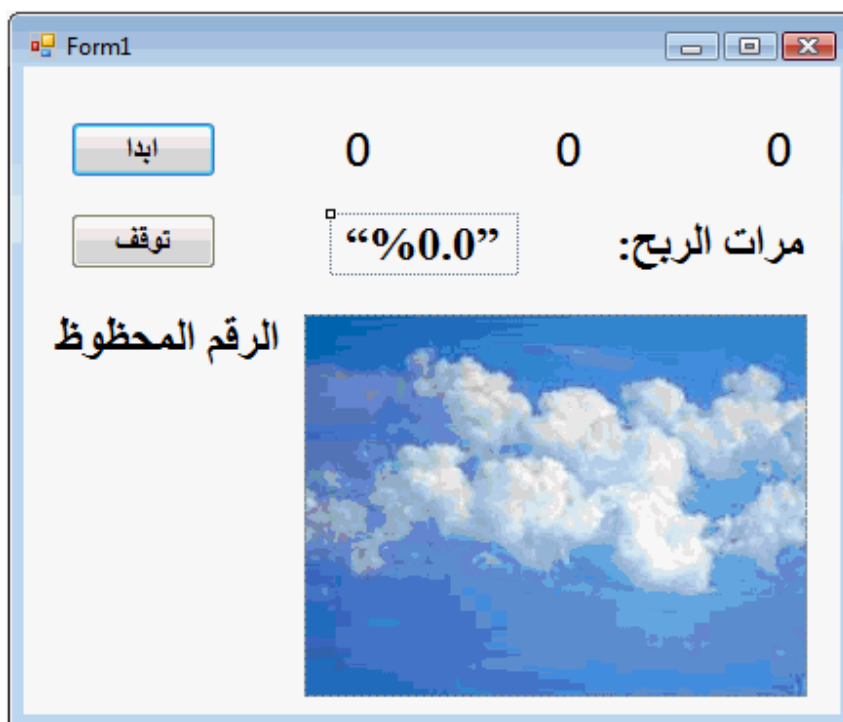 Form1
ابدا 0 0 0
توقف “%0.0” مرات الربح:
الرقم المحظوظ